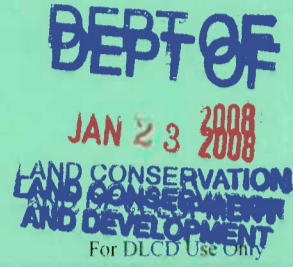 DEPT OF
JAN 23 2008
LAND CONSERVATION
AND DEVELOPMENT
For DLCD Use Only